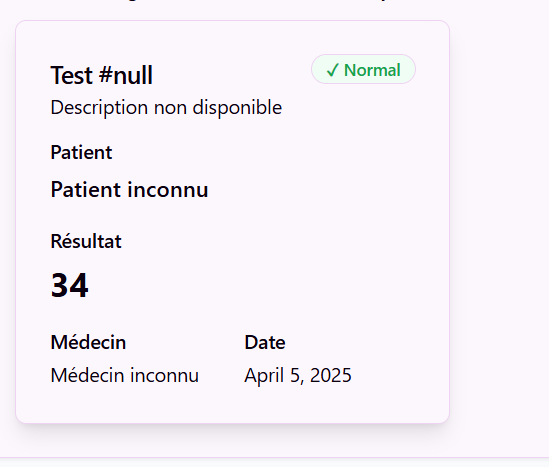 Test #null
✓ Normal
Description non disponible
Patient
Patient inconnu
Résultat
34
Médecin
Date
Médecin inconnu
April 5, 2025